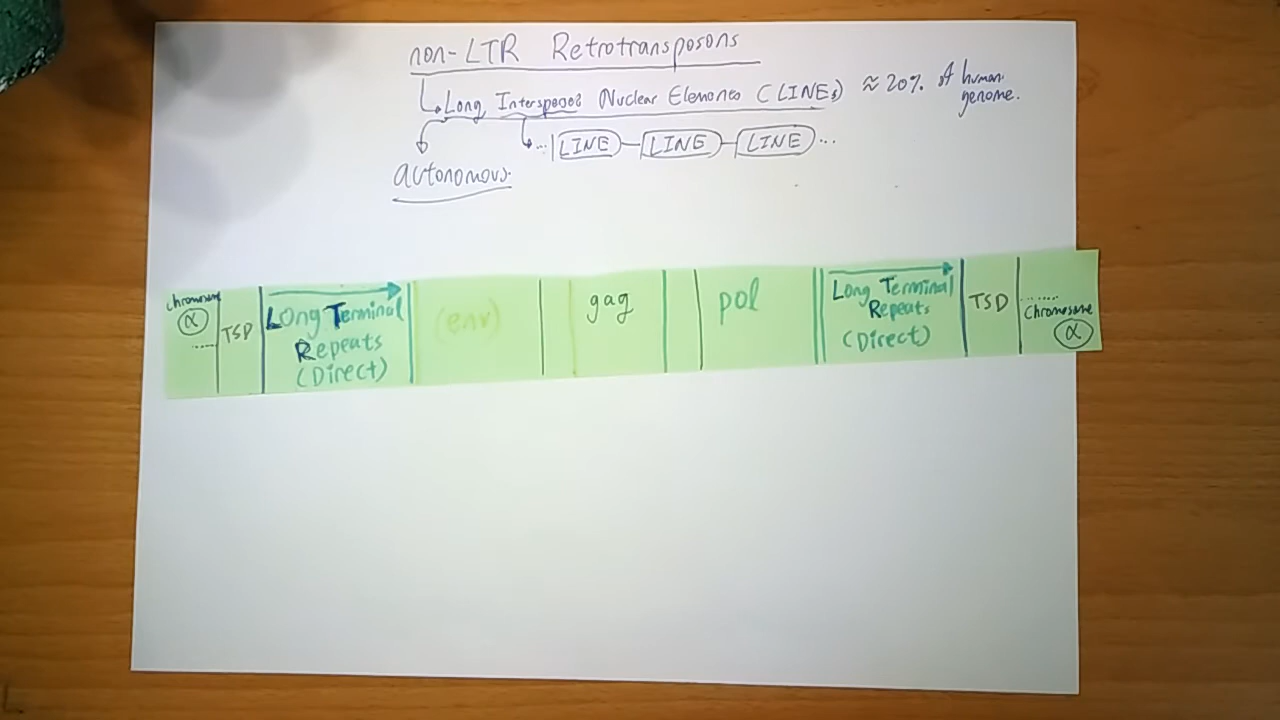 non-LTR Retrotransposons
Long Interspesed Nuclear Elements (LINEs) ≈ 20% of human
genome.
... LINE LINE LINE ...
autonomous.
Chromosome
α
......
TSD
Long Terminal
Repeats
(Direct)
(env)
gag
pol
Long Terminal
Repeats
(Direct)
TSD
......
Chromosome
α